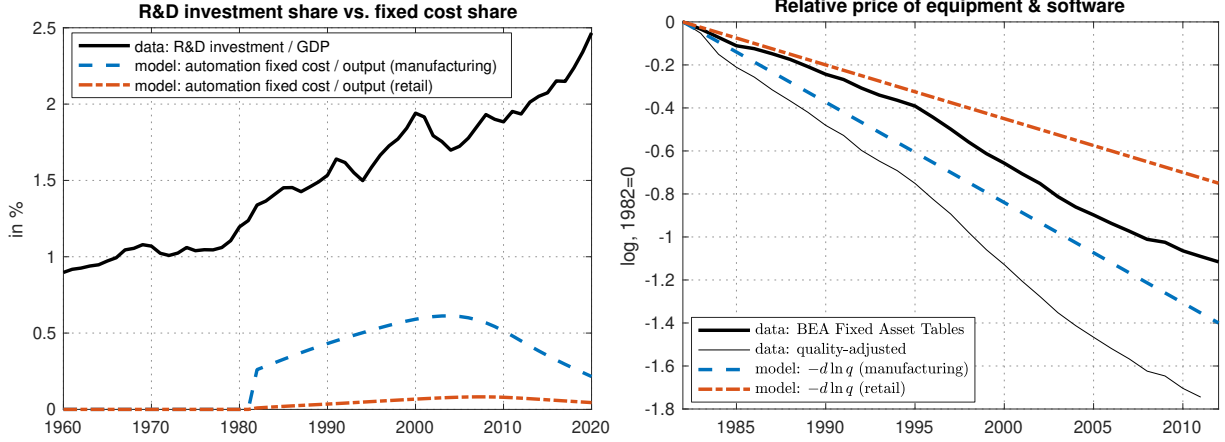 R&D investment share vs. fixed cost share
2.5
2
1.5
1
0.5
0
in %
data: R&D investment / GDP
model: automation fixed cost / output (manufacturing)
model: automation fixed cost / output (retail)
1960 1970 1980 1990 2000 2010 2020
Relative price of equipment & software
0
-0.2
-0.4
-0.6
-0.8
-1
-1.2
-1.4
-1.6
-1.8
log, 1982=0
data: BEA Fixed Asset Tables
data: quality-adjusted
model: −d ln q (manufacturing)
model: −d ln q (retail)
1985 1990 1995 2000 2005 2010